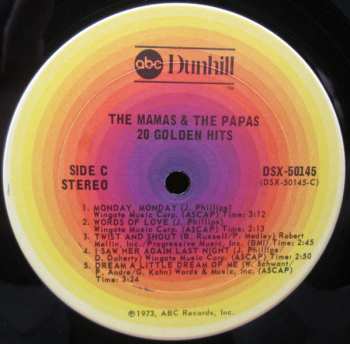 abc Dunhill
TM
THE MAMAS & THE PAPAS
20 GOLDEN HITS
SIDE C
STEREO
DSX-50145
(DSX-50145-C)
1. MONDAY, MONDAY (J. Phillips)
Wingate Music Corp. (ASCAP) Time: 3:12
2. WORDS OF LOVE (J. Phillips)
Wingate Music Corp. (ASCAP) Time: 2:13
3. TWIST AND SHOUT (B. Russell/P. Medley) Robert
Mellin, Inc./Progressive Music, Inc. (BMI) Time: 2:45
4. I SAW HER AGAIN LAST NIGHT (J. Phillips/
D. Doherty) Wingate Music Corp. (ASCAP) Time: 2:50
5. DREAM A LITTLE DREAM OF ME (W. Schwant/
F. Andre/G. Kahn) Words & Music, Inc. (ASCAP)
Time: 3:24
Ⓟ1973, ABC Records, Inc.